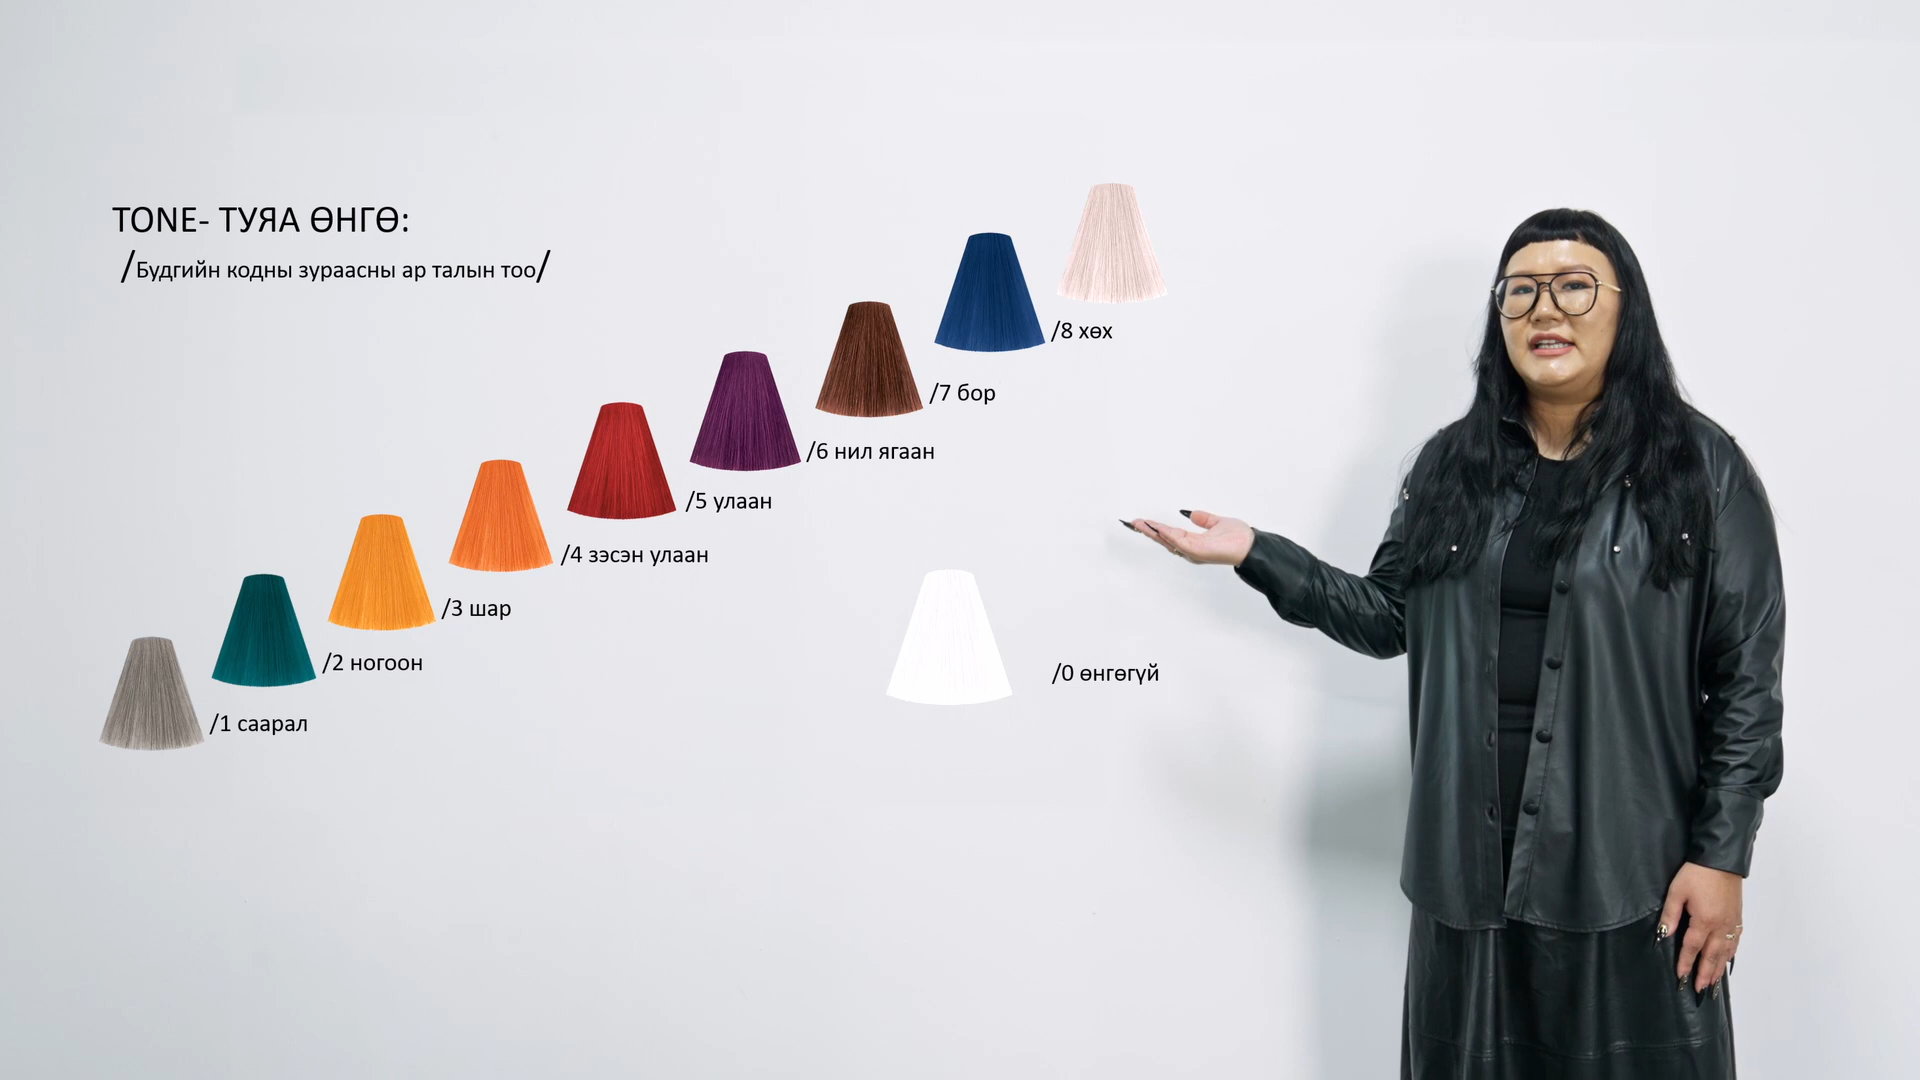 TONE- ТУЯА ӨНГӨ:
/Будгийн кодны зураасны ар талын тоо/
/8 хөх
/7 бор
/6 нил ягаан
/5 улаан
/4 зэсэн улаан
/3 шар
/2 ногоон
/1 саарал
/0 өнгөгүй